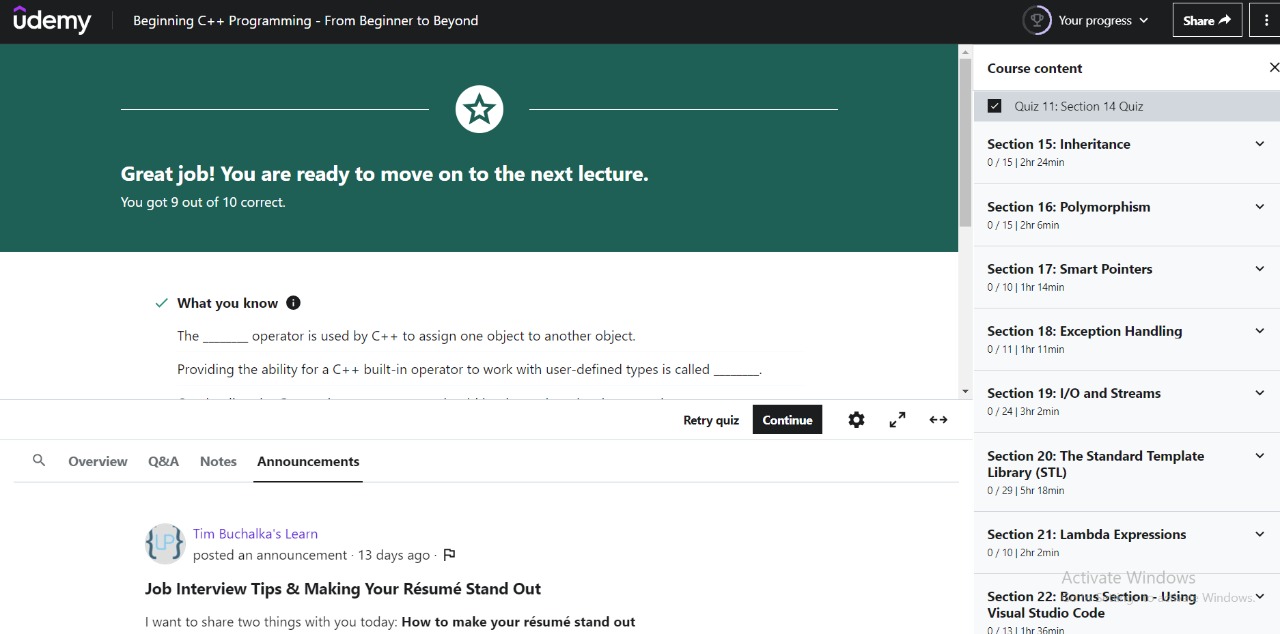 ûdemy
Beginning C++ Programming - From Beginner to Beyond
Your progress
Share
Great job! You are ready to move on to the next lecture.
You got 9 out of 10 correct.
What you know
The _______ operator is used by C++ to assign one object to another object.
Providing the ability for a C++ built-in operator to work with user-defined types is called _______.
Retry quiz
Continue
Overview
Q&A
Notes
Announcements
Tim Buchalka's Learn
posted an announcement · 13 days ago ·
Job Interview Tips & Making Your Résumé Stand Out
I want to share two things with you today: How to make your résumé stand out
Course content
Quiz 11: Section 14 Quiz
Section 15: Inheritance
0 / 15 | 2hr 24min
Section 16: Polymorphism
0 / 15 | 2hr 6min
Section 17: Smart Pointers
0 / 10 | 1hr 14min
Section 18: Exception Handling
0 / 11 | 1hr 11min
Section 19: I/O and Streams
0 / 24 | 3hr 2min
Section 20: The Standard Template
Library (STL)
0 / 29 | 5hr 18min
Section 21: Lambda Expressions
0 / 10 | 2hr 2min
Activate Windows
Section 22: Bonus Section - Using
Windows.
Visual Studio Code
0 / 13 | 1hr 36min